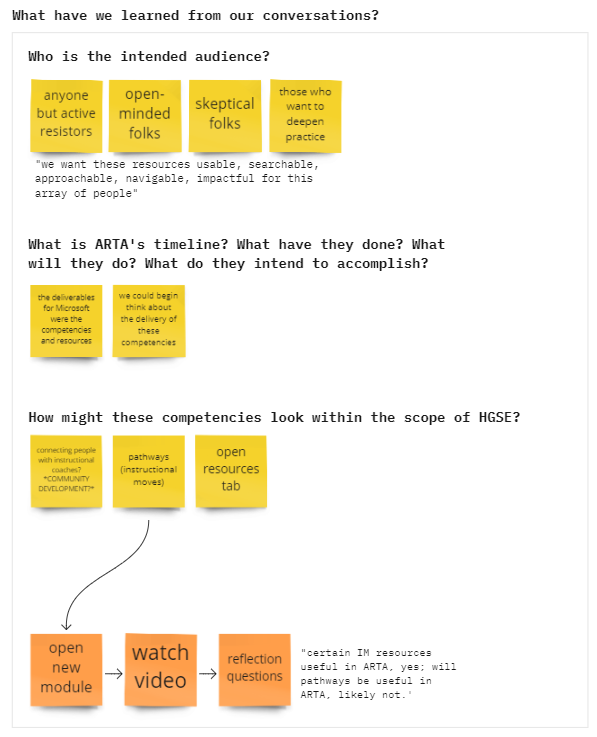 What have we learned from our conversations?
Who is the intended audience?
anyone
but active
resistors
open-
minded
folks
skeptical
folks
those who
want to
deepen
practice
"we want these resources usable, searchable,
approachable, navigable, impactful for this
array of people"
What is ARTA's timeline? What have they done? What
will they do? What do they intend to accomplish?
the deliverables
for Microsoft
were the
competencies
and resources
we could begin
think about
the delivery of
these
competencies
How might these competencies look within the scope of HGSE?
connecting people
with instructional
coaches?
*COMMUNITY
DEVELOPMENT?*
pathways
(instructional
moves)
open
resources
tab
open
new
module
watch
video
reflection
questions
"certain IM resources
useful in ARTA, yes; will
pathways be useful in
ARTA, likely not.'